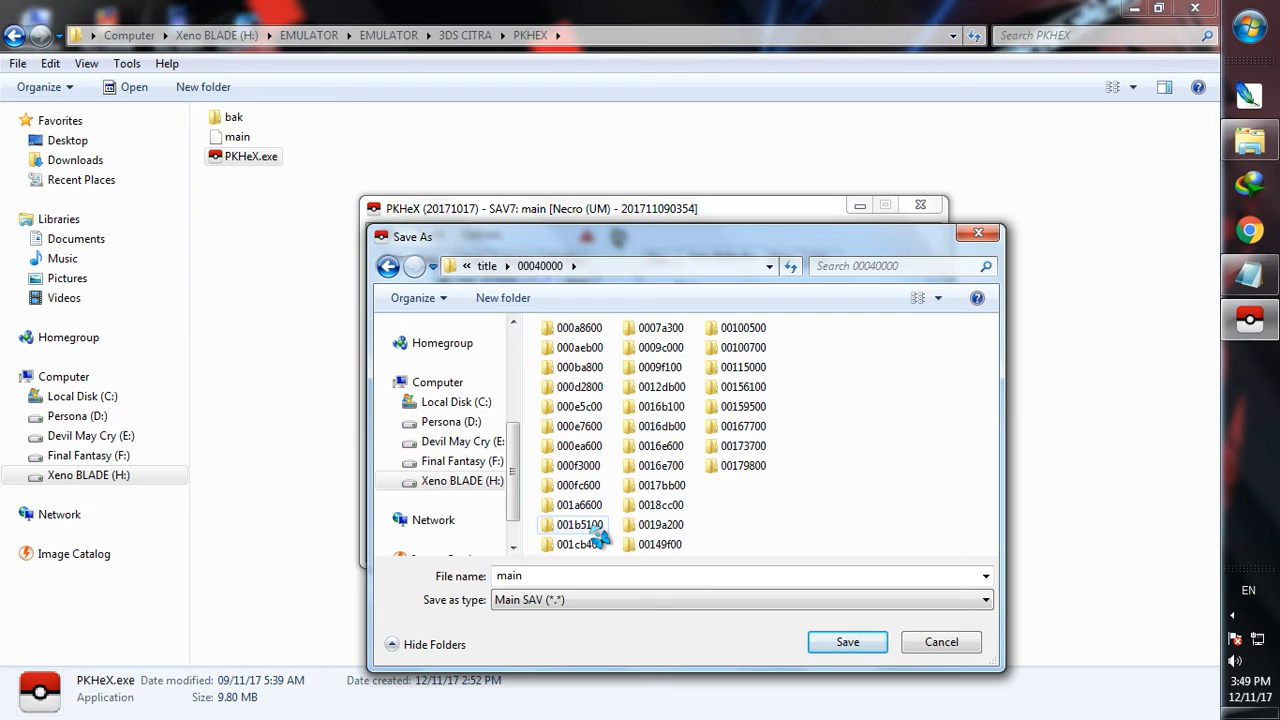 Computer
Xeno BLADE (H:)
EMULATOR
EMULATOR
3DS CITRA
PKHEX
Search PKHEX
File
Edit
View
Tools
Help
Organize
Open
New folder
Favorites
Desktop
Downloads
Recent Places
Libraries
Documents
Music
Pictures
Videos
Homegroup
Computer
Local Disk (C:)
Persona (D:)
Devil May Cry (E:)
Final Fantasy (F:)
Xeno BLADE (H:)
Network
Image Catalog
bak
main
PKHeX.exe
PKHeX (20171017) - SAV7: main [Necro (UM) - 201711090354]
Save As
« title
00040000
Search 00040000
Organize
New folder
Homegroup
Computer
Local Disk (C:)
Persona (D:)
Devil May Cry (E:
Final Fantasy (F:)
Xeno BLADE (H:)
Network
000a8600
000aeb00
000ba800
000d2800
000e5c00
000e7600
000ea600
000f3000
000fc600
001a6600
001b5100
0007a300
0009c000
0009f100
0012db00
0016b100
0016db00
0016e600
0016e700
0017bb00
0018cc00
0019a200
00149f00
00100500
00100700
00115000
00156100
00159500
00167700
00173700
00179800
File name: main
Save as type: Main SAV (*.*)
Hide Folders
Save
Cancel
PKHeX.exe Date modified: 09/11/17 5:39 AM Date created: 12/11/17 2:52 PM
Application Size: 9.80 MB
EN
3:49 PM
12/11/17